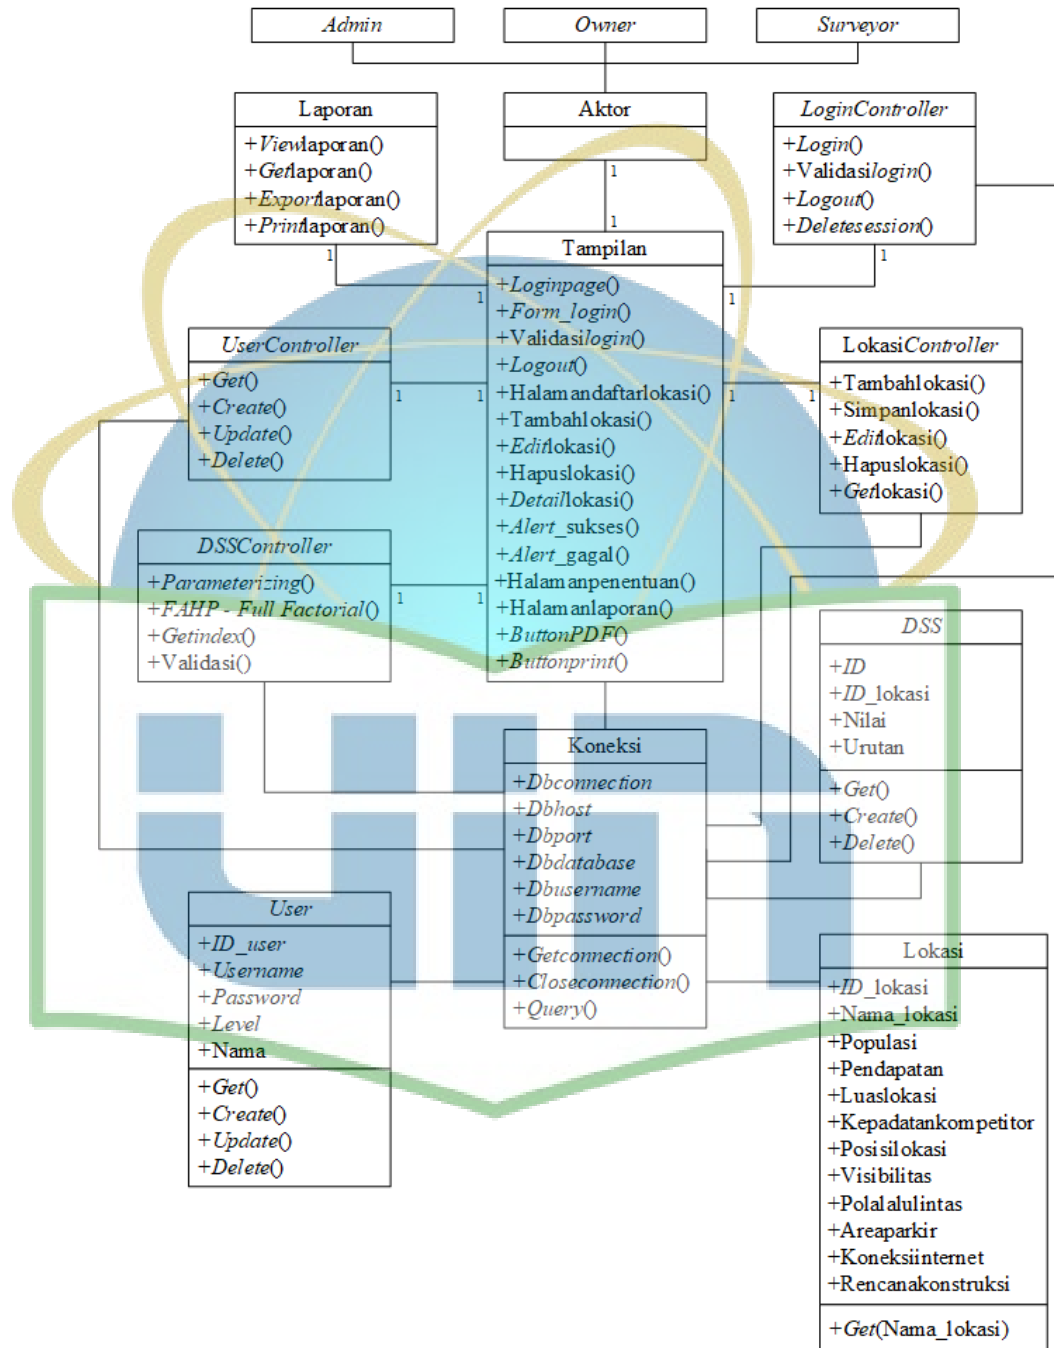 Admin
Owner
Surveyor
Laporan
+Viewlaporan()
+Getlaporan()
+Exportlaporan()
+Printlaporan()
1
Aktor
1
1
LoginController
+Login()
+Validasilogin()
+Logout()
+Deletesession()
1
Tampilan
+Loginpage()
+Form_login()
+Validasilogin()
+Logout()
+Halamandaftarlokasi()
+Tambahlokasi()
+Editlokasi()
+Hapuslokasi()
+Detaillokasi()
+Alert_sukses()
+Alert_gagal()
+Halamanpenentuan()
+Halamanlaporan()
+ButtonPDF()
+Buttonprint()
1
1
UserController
+Get()
+Create()
+Update()
+Delete()
1
1
1
1
LokasiController
+Tambahlokasi()
+Simpanlokasi()
+Editlokasi()
+Hapuslokasi()
+Getlokasi()
DSSController
+Parameterizing()
+FAHP - Full Factorial()
+Getindex()
+Validasi()
1
1
DSS
+ID
+ID_lokasi
+Nilai
+Urutan
+Get()
+Create()
+Delete()
Koneksi
+Dbconnection
+Dbhost
+Dbport
+Dbdatabase
+Dbusername
+Dbpassword
+Getconnection()
+Closeconnection()
+Query()
User
+ID_user
+Username
+Password
+Level
+Nama
+Get()
+Create()
+Update()
+Delete()
Lokasi
+ID_lokasi
+Nama_lokasi
+Populasi
+Pendapatan
+Luaslokasi
+Kepadatankompetitor
+Posisilokasi
+Visibilitas
+Polalalulintas
+Areaparkir
+Koneksiinternet
+Rencanakonstruksi
+Get(Nama_lokasi)
uin